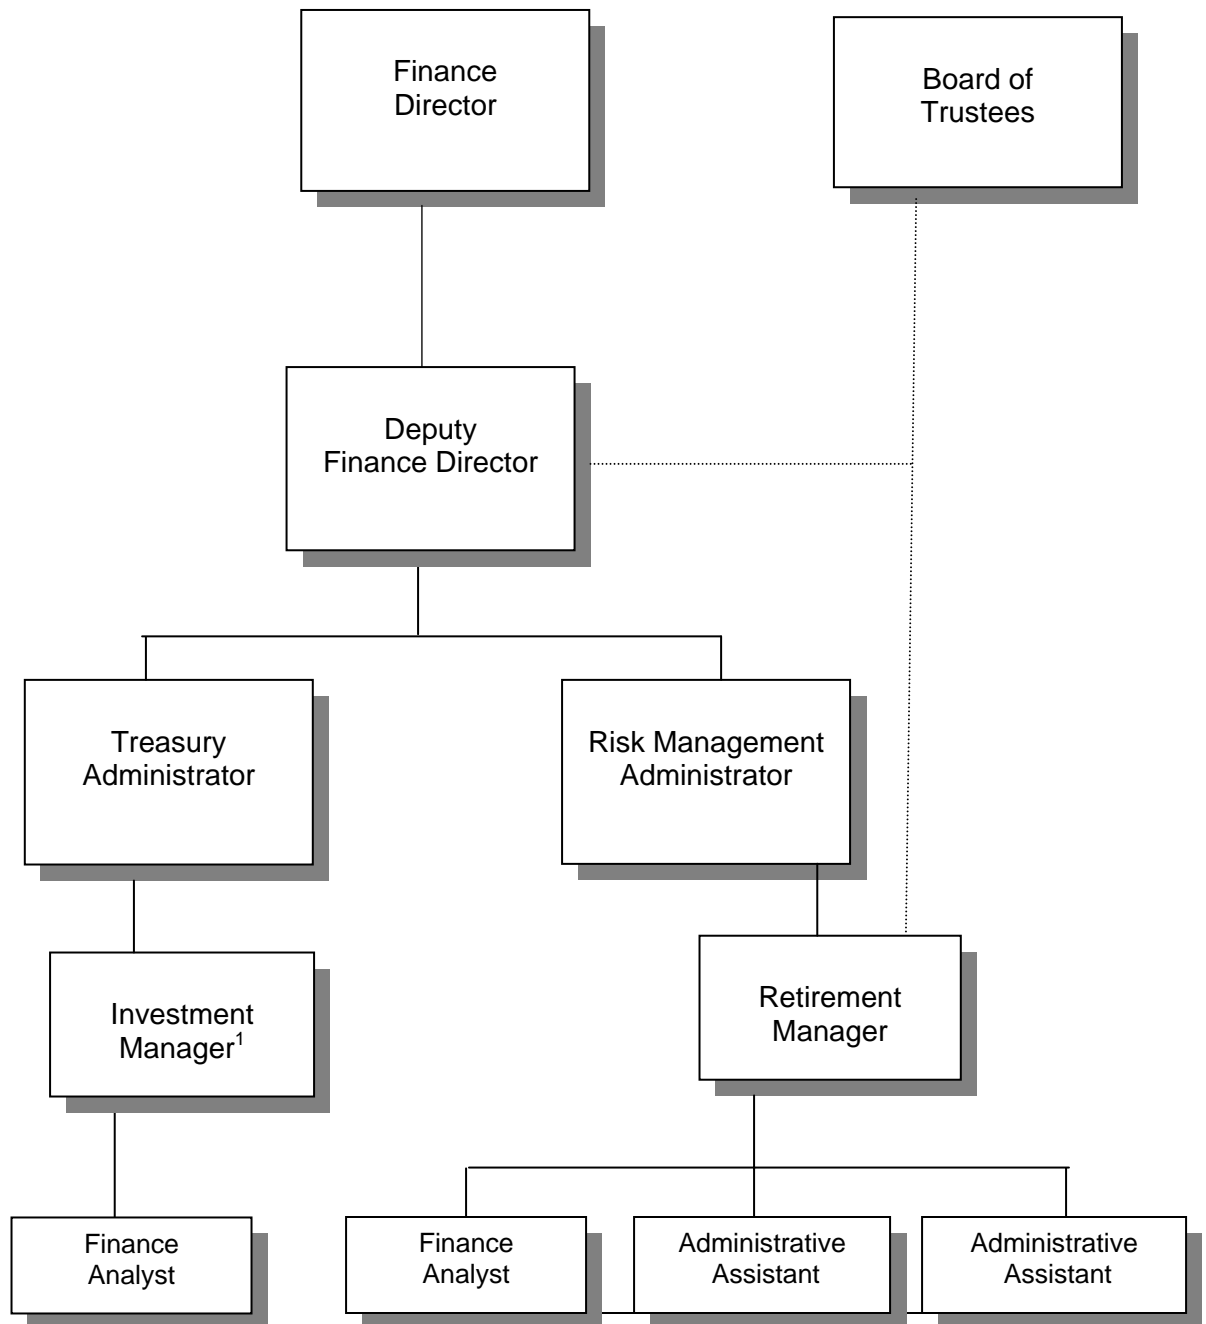 Finance
Director
Board of
Trustees
Deputy
Finance Director
Treasury
Administrator
Risk Management
Administrator
Investment
Manager1
Retirement
Manager
Finance
Analyst
Finance
Analyst
Administrative
Assistant
Administrative
Assistant